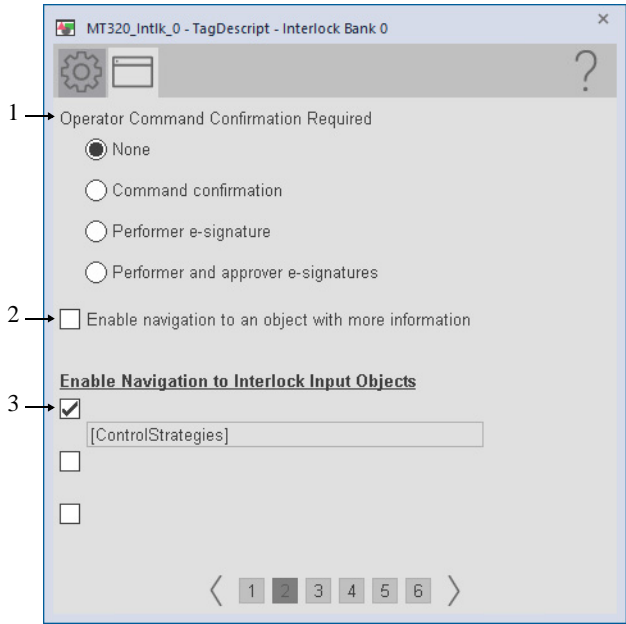 MT320_Intlk_0 - TagDescript - Interlock Bank 0
×
?
1
Operator Command Confirmation Required
None
Command confirmation
Performer e-signature
Performer and approver e-signatures
2
Enable navigation to an object with more information
Enable Navigation to Interlock Input Objects
3
[ControlStrategies]
1 2 3 4 5 6